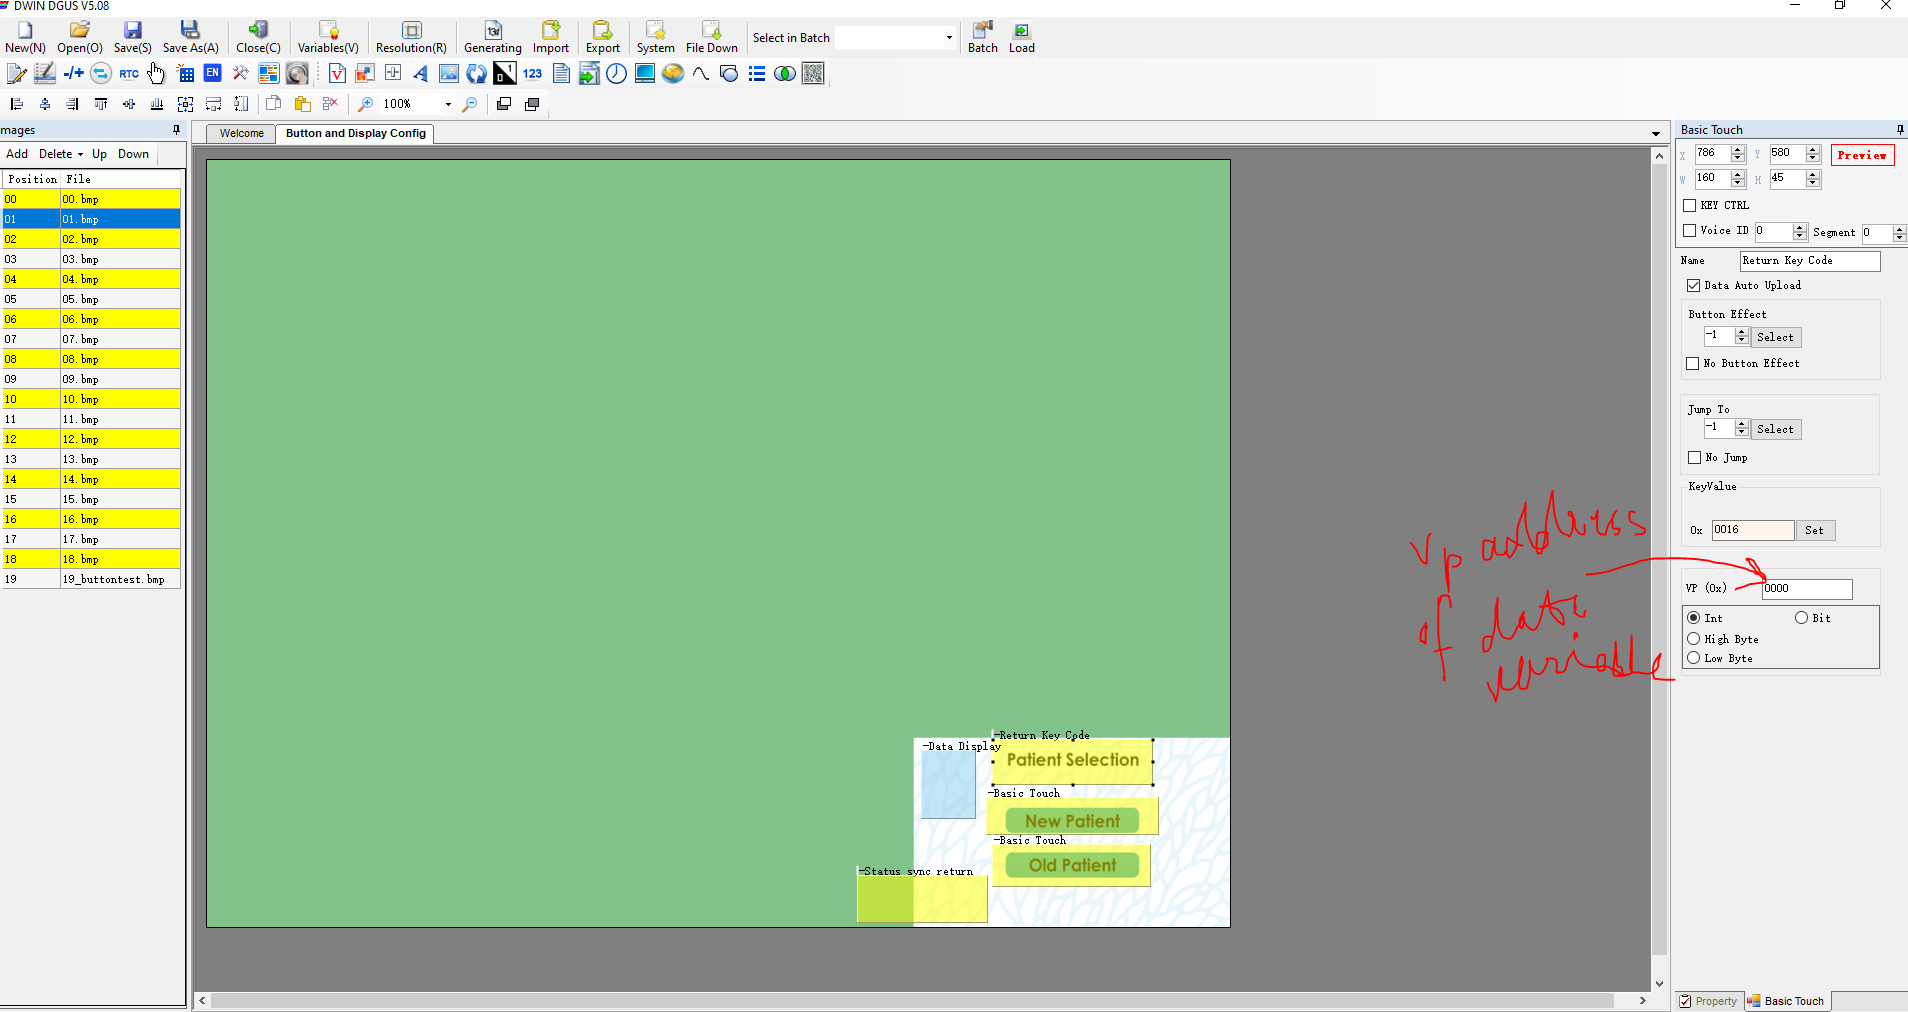 DWIN DGUS V5.08
New(N) Open(O) Save(S) Save As(A) Close(C) Variables(V) Resolution(R) Generating Import Export System File Down Select in Batch Batch Load
-/+ RTC EN V A 1 0 123
100%
mages
Add Delete Up Down
Position File
00 00.bmp
01 01.bmp
02 02.bmp
03 03.bmp
04 04.bmp
05 05.bmp
06 06.bmp
07 07.bmp
08 08.bmp
09 09.bmp
10 10.bmp
11 11.bmp
12 12.bmp
13 13.bmp
14 14.bmp
15 15.bmp
16 16.bmp
17 17.bmp
18 18.bmp
19 19_buttontest.bmp
Welcome Button and Display Config
-Return Key Code
-Data Display
Patient Selection
-Basic Touch
New Patient
-Basic Touch
Old Patient
-Status sync return
vp address
of data
variable
Basic Touch
X 786 Y 580 Preview
W 160 H 45
KEY CTRL
Voice ID 0 Segment 0
Name Return Key Code
Data Auto Upload
Button Effect
-1 Select
No Button Effect
Jump To
-1 Select
No Jump
KeyValue
0x 0016 Set
VP (0x) 0000
Int Bit
High Byte
Low Byte
Property Basic Touch